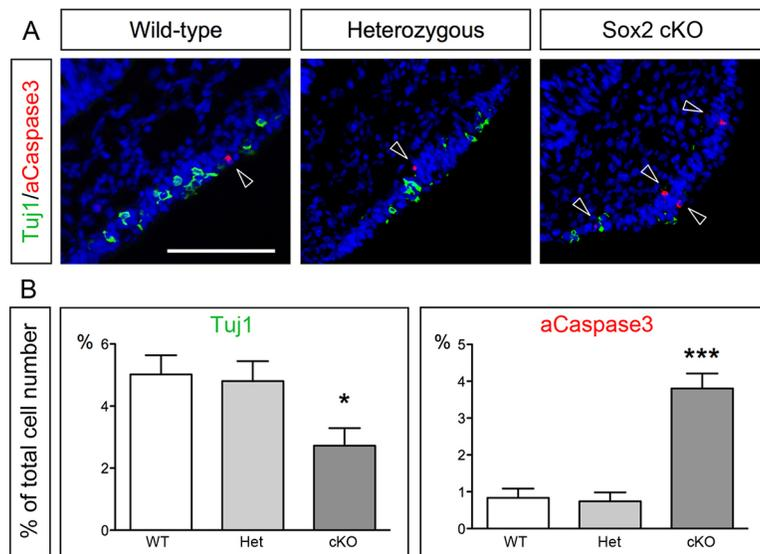 A
Wild-type
Heterozygous
Sox2 cKO
Tuj1/aCaspase3
B
% of total cell number
Tuj1
%
6
4
2
0
*
WT
Het
cKO
aCaspase3
%
5
4
3
2
1
0
***
WT
Het
cKO